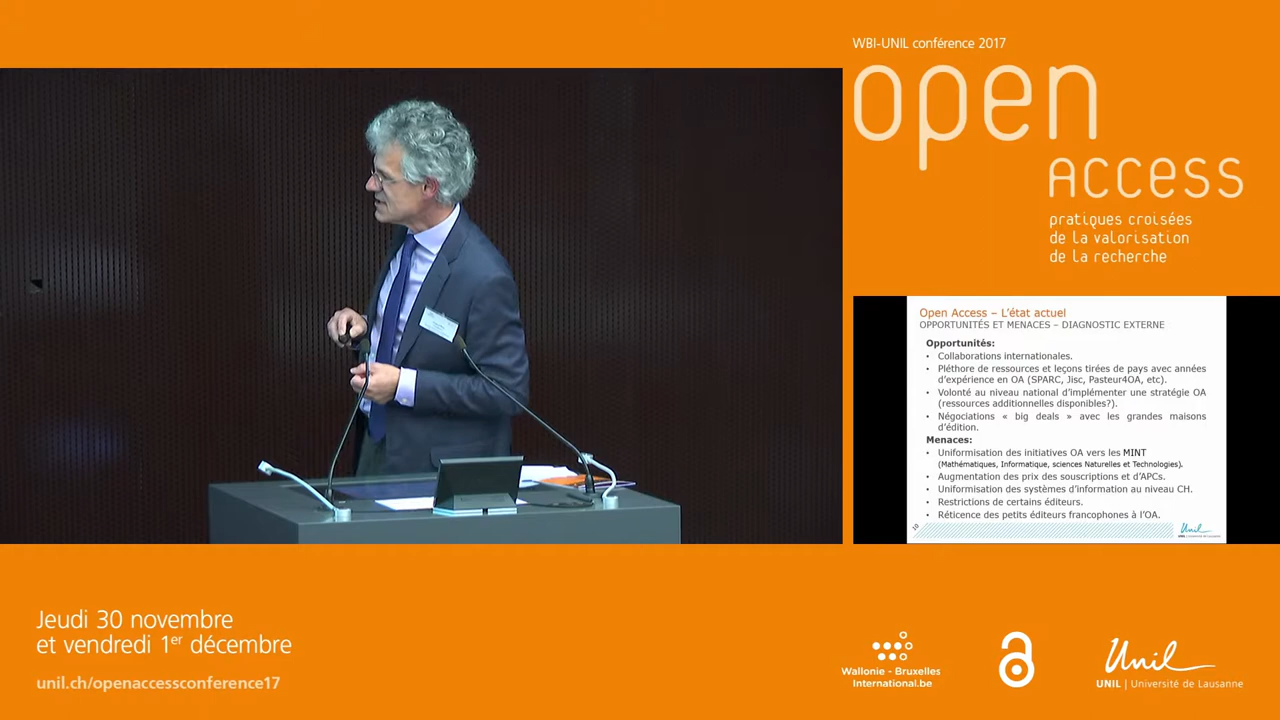 WBI-UNIL conférence 2017
open
access
pratiques croisées
de la valorisation
de la recherche
Open Access – L'état actuel
OPPORTUNITÉS ET MENACES – DIAGNOSTIC EXTERNE
Opportunités:
• Collaborations internationales.
• Pléthore de ressources et leçons tirées de pays avec années
d'expérience en OA (SPARC, Jisc, Pasteur4OA, etc).
• Volonté au niveau national d'implémenter une stratégie OA
(ressources additionnelles disponibles?).
• Négociations « big deals » avec les grandes maisons
d'édition.
Menaces:
• Uniformisation des initiatives OA vers les MINT
(Mathématiques, Informatique, sciences Naturelles et Technologies).
• Augmentation des prix des souscriptions et d'APCs.
• Uniformisation des systèmes d'information au niveau CH.
• Restrictions de certains éditeurs.
• Réticence des petits éditeurs francophones à l'OA.
10
Unil
Jeudi 30 novembre
et vendredi 1er décembre
unil.ch/openaccessconference17
Wallonie - Bruxelles
International.be
Unil
UNIL | Université de Lausanne